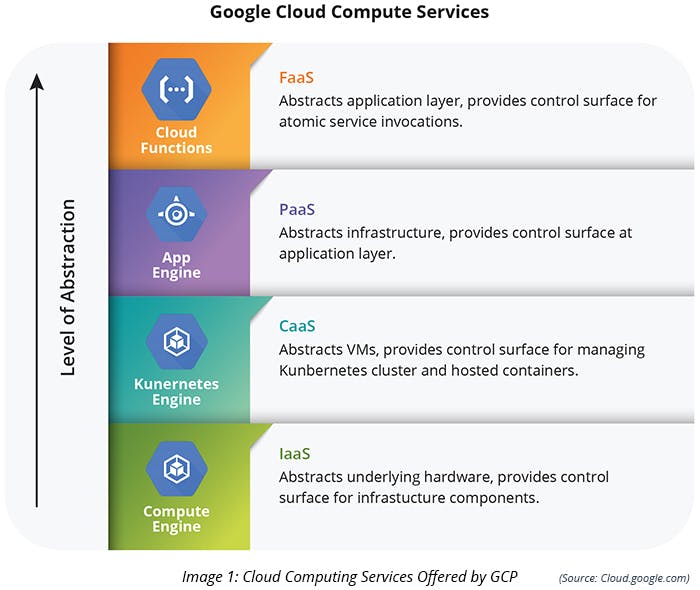 Google Cloud Compute Services
Level of Abstraction
Cloud
Functions
FaaS
Abstracts application layer, provides control surface for
atomic service invocations.
App
Engine
PaaS
Abstracts infrastructure, provides control surface at
application layer.
Kunernetes
Engine
CaaS
Abstracts VMs, provides control surface for managing
Kunbernetes cluster and hosted containers.
Compute
Engine
IaaS
Abstracts underlying hardware, provides control
surface for infrastucture components.
Image 1: Cloud Computing Services Offered by GCP
(Source: Cloud.google.com)